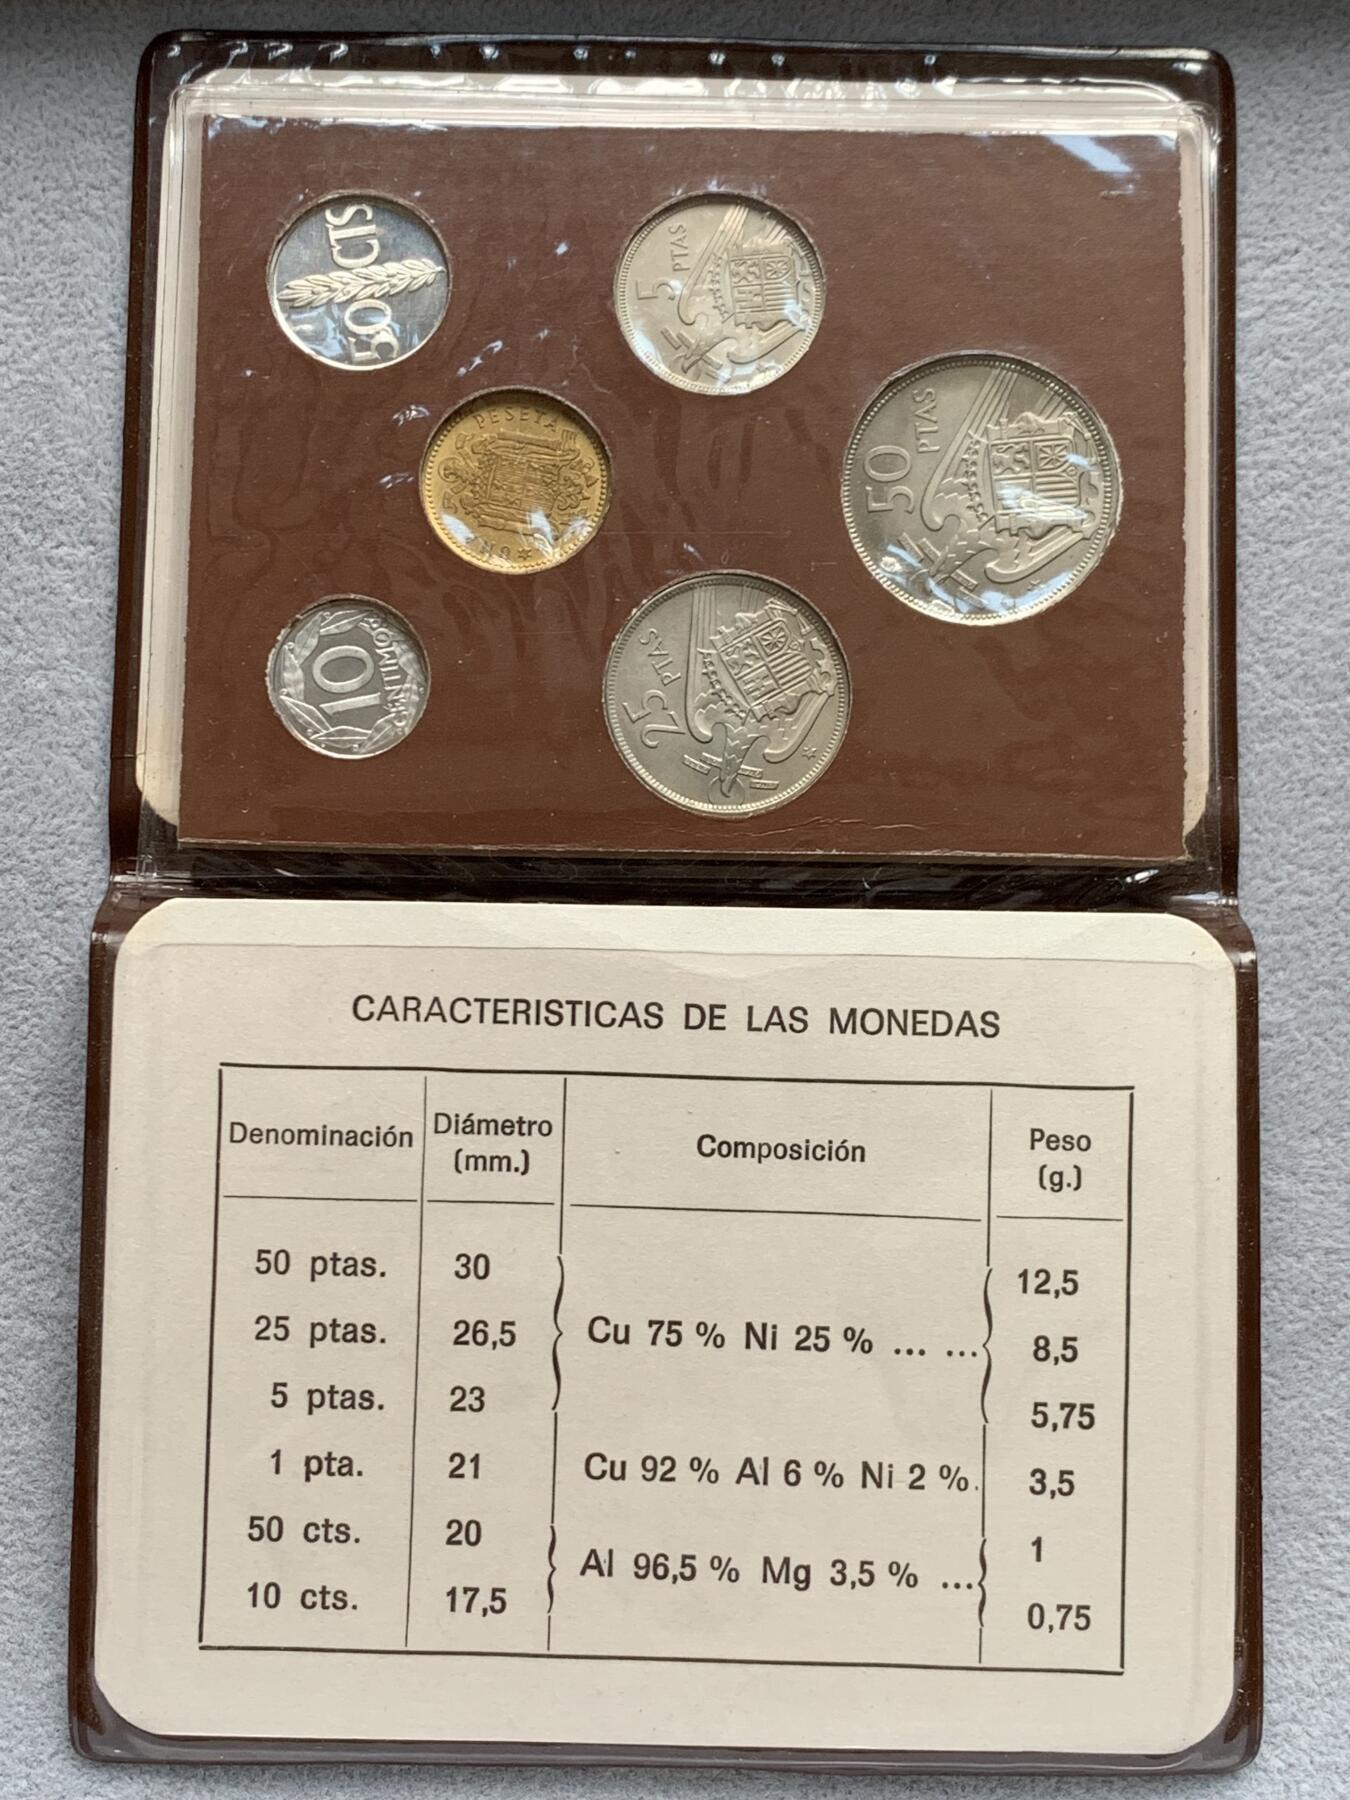 50 CTS
5 PTAS
PESETA
50 PTAS
10 CENTIMOS
25 PTAS
CARACTERISTICAS DE LAS MONEDAS
Denominación Diámetro (mm.) Composición Peso (g.)
50 ptas. 30 12,5
25 ptas. 26,5 Cu 75 % Ni 25 % ... ... 8,5
5 ptas. 23 5,75
1 pta. 21 Cu 92 % Al 6 % Ni 2 %. 3,5
50 cts. 20 1
Al 96,5 % Mg 3,5 % ...
10 cts. 17,5 0,75